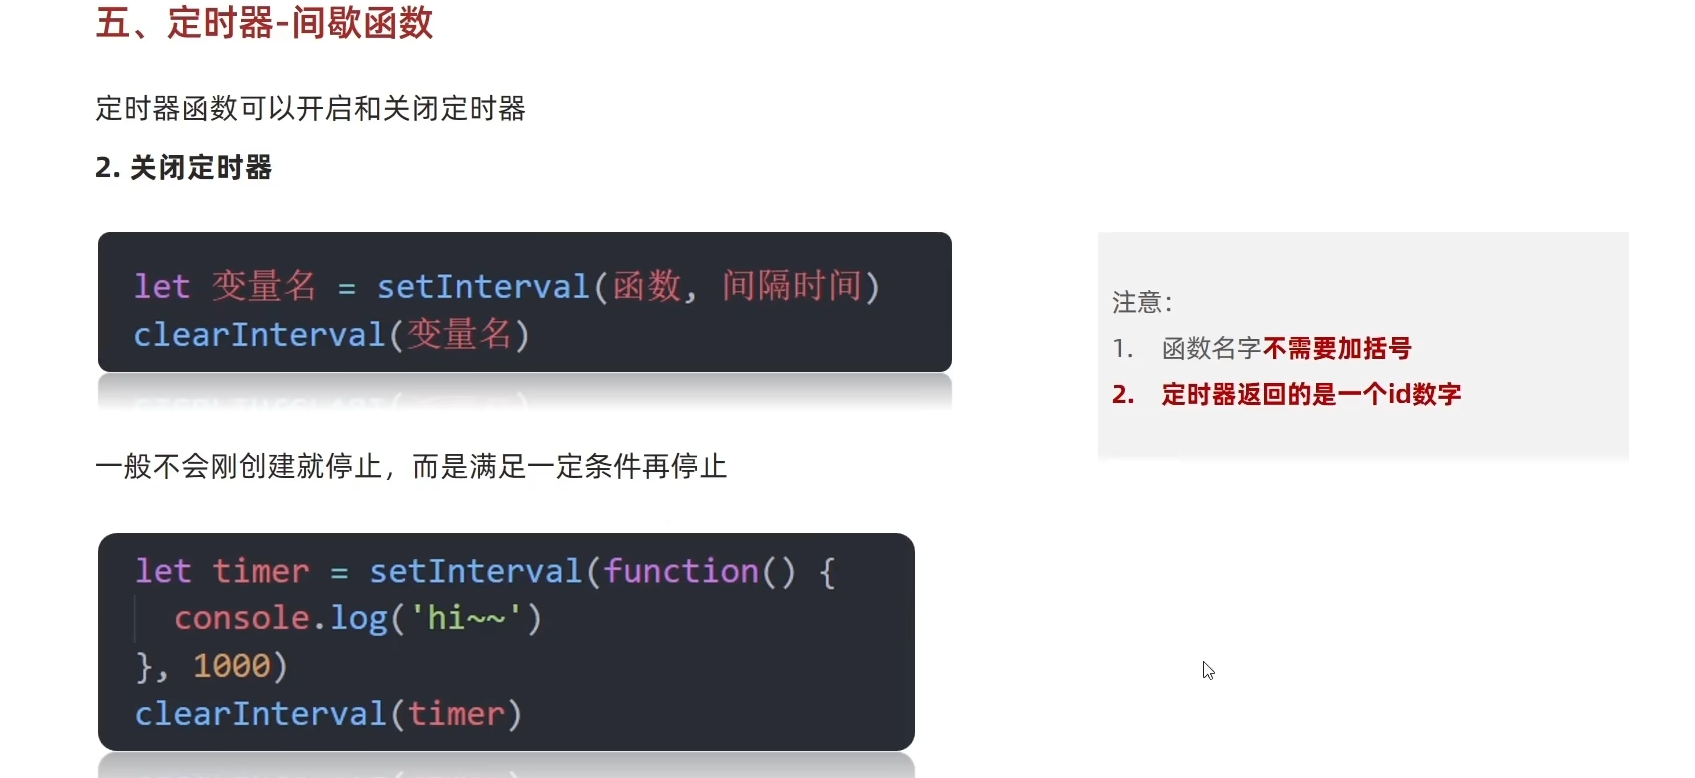 五、定时器-间歇函数
定时器函数可以开启和关闭定时器
2. 关闭定时器
let 变量名 = setInterval(函数, 间隔时间)
clearInterval(变量名)
注意：
1. 函数名字不需要加括号
2. 定时器返回的是一个id数字
一般不会刚创建就停止，而是满足一定条件再停止
let timer = setInterval(function() {
  console.log('hi~~')
}, 1000)
clearInterval(timer)